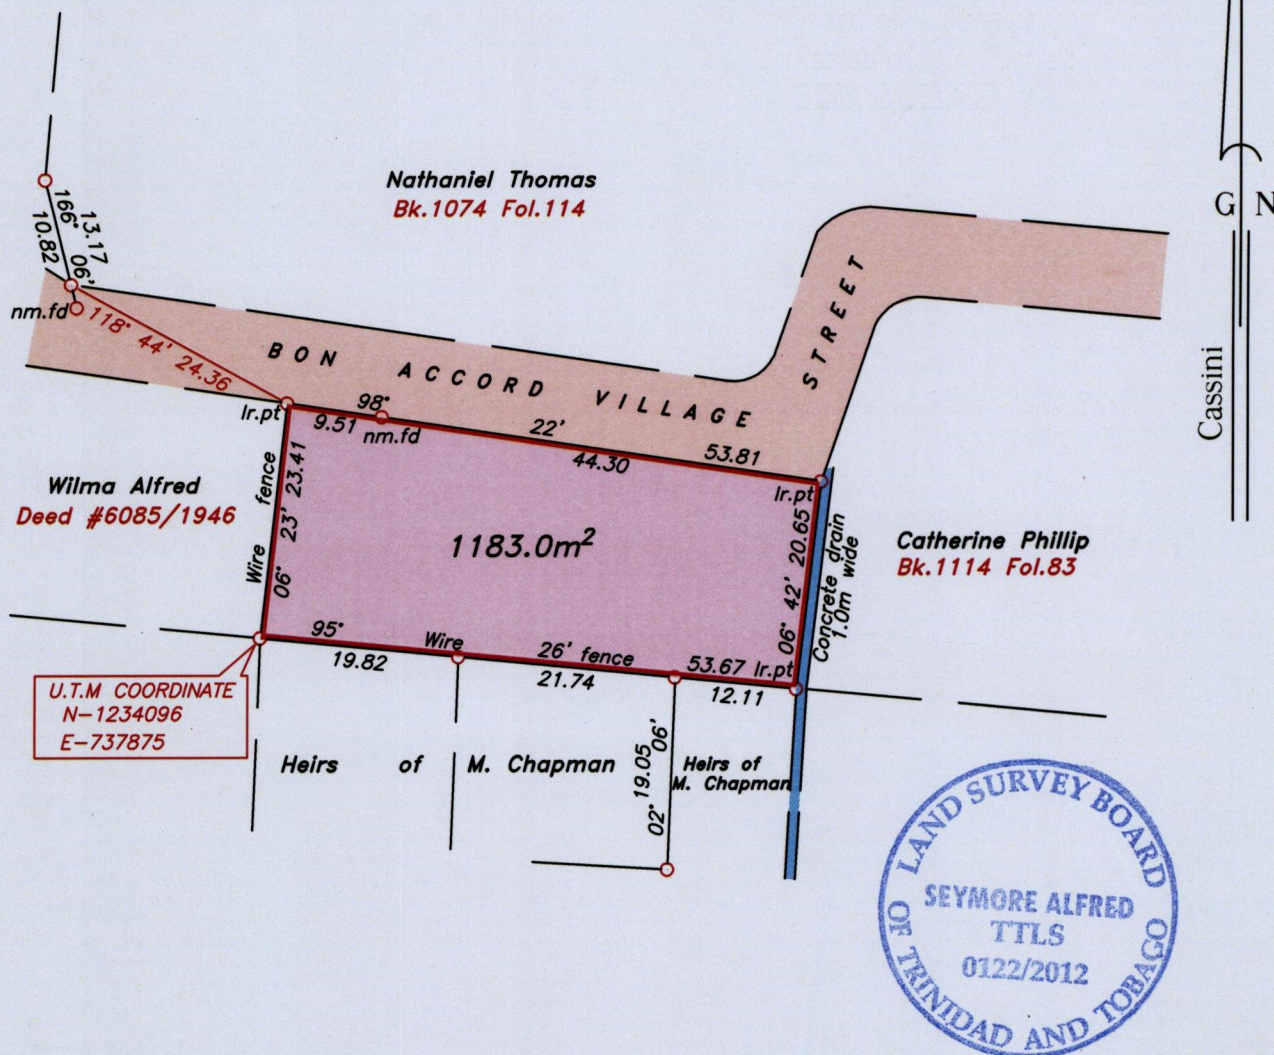 Nathaniel Thomas
Bk.1074 Fol.114
G N
Cassini
13.17
166° 06'
10.82
nm.fd
118° 44' 24.36
BON ACCORD VILLAGE STREET
Ir.pt
98° 22' 53.81
9.51
nm.fd
44.30
Ir.pt
Wilma Alfred
Deed #6085/1946
Wire fence
06° 23' 23.41
1183.0m²
06° 42' 20.65
Concrete drain
1.0m wide
Catherine Phillip
Bk.1114 Fol.83
95° 26' 53.67
Wire fence
Ir.pt
19.82
21.74
12.11
U.T.M COORDINATE
N-1234096
E-737875
Heirs of M. Chapman
02° 06'
19.05
Heirs of
M. Chapman
LAND SURVEY BOARD
OF TRINIDAD AND TOBAGO
SEYMORE ALFRED
TTLS
0122/2012